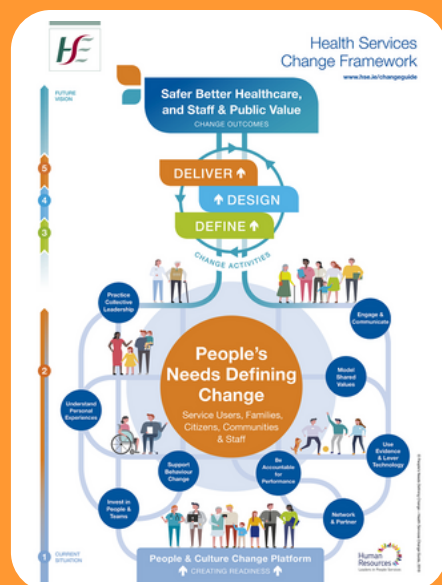 HSE
Health Services
Change Framework
www.hse.ie/changeguide
FUTURE
VISION
Safer Better Healthcare,
and Staff & Public Value
CHANGE OUTCOMES
5
DELIVER
4
DESIGN
3
DEFINE
CHANGE ACTIVITIES
Practice
Collective
Leadership
Engage &
Communicate
2
People's
Needs Defining
Change
Service Users, Families,
Citizens, Communities
& Staff
Model
Shared
Values
Understand
Personal
Experiences
Use
Evidence
& Lever
Technology
Support
Behaviour
Change
Be
Accountable
for
Performance
Invest in
People &
Teams
Network
& Partner
1
CURRENT
SITUATION
People & Culture Change Platform
CREATING READINESS
Human
Resources